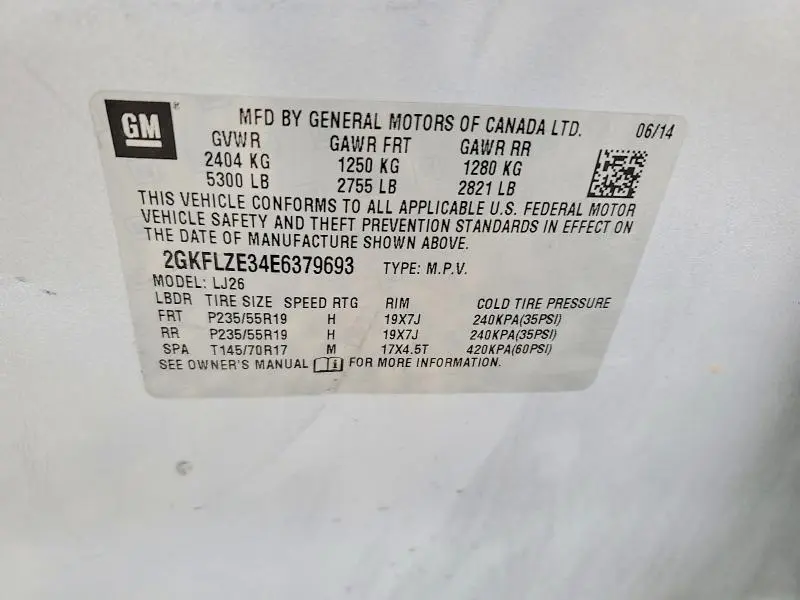 GM ®
MFD BY GENERAL MOTORS OF CANADA LTD. 06/14
GVWR GAWR FRT GAWR RR
2404 KG 1250 KG 1280 KG
5300 LB 2755 LB 2821 LB
THIS VEHICLE CONFORMS TO ALL APPLICABLE U.S. FEDERAL MOTOR
VEHICLE SAFETY AND THEFT PREVENTION STANDARDS IN EFFECT ON
THE DATE OF MANUFACTURE SHOWN ABOVE.
2GKFLZE34E6379693 TYPE: M.P.V.
MODEL: LJ26
LBDR TIRE SIZE SPEED RTG RIM COLD TIRE PRESSURE
FRT P235/55R19 H 19X7J 240KPA(35PSI)
RR P235/55R19 H 19X7J 240KPA(35PSI)
SPA T145/70R17 M 17X4.5T 420KPA(60PSI)
SEE OWNER'S MANUAL i FOR MORE INFORMATION.